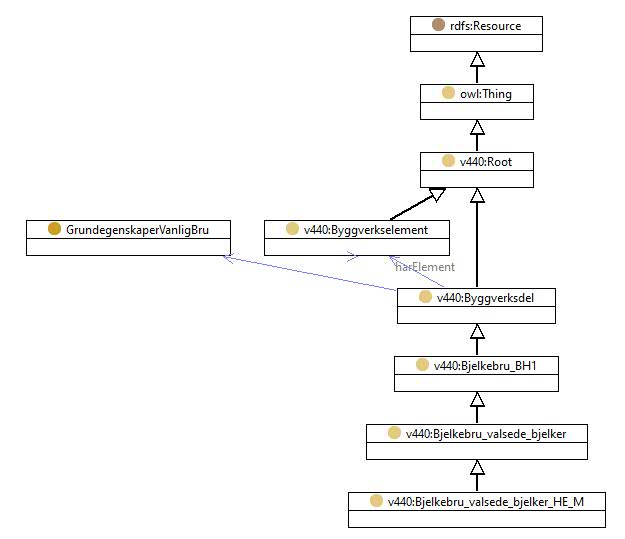 rdfs:Resource
owl:Thing
v440:Root
GrundegenskaperVanligBru
v440:Byggverkselement
harElement
v440:Byggverksdel
v440:Bjelkebru_BH1
v440:Bjelkebru_valsede_bjelker
v440:Bjelkebru_valsede_bjelker_HE_M